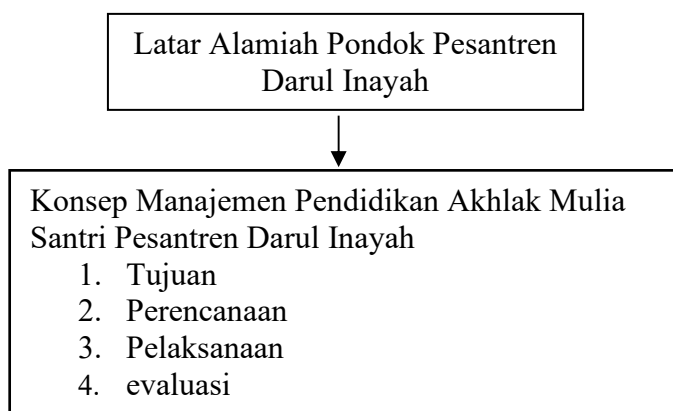 Latar Alamiah Pondok Pesantren
Darul Inayah
Konsep Manajemen Pendidikan Akhlak Mulia
Santri Pesantren Darul Inayah
1. Tujuan
2. Perencanaan
3. Pelaksanaan
4. evaluasi